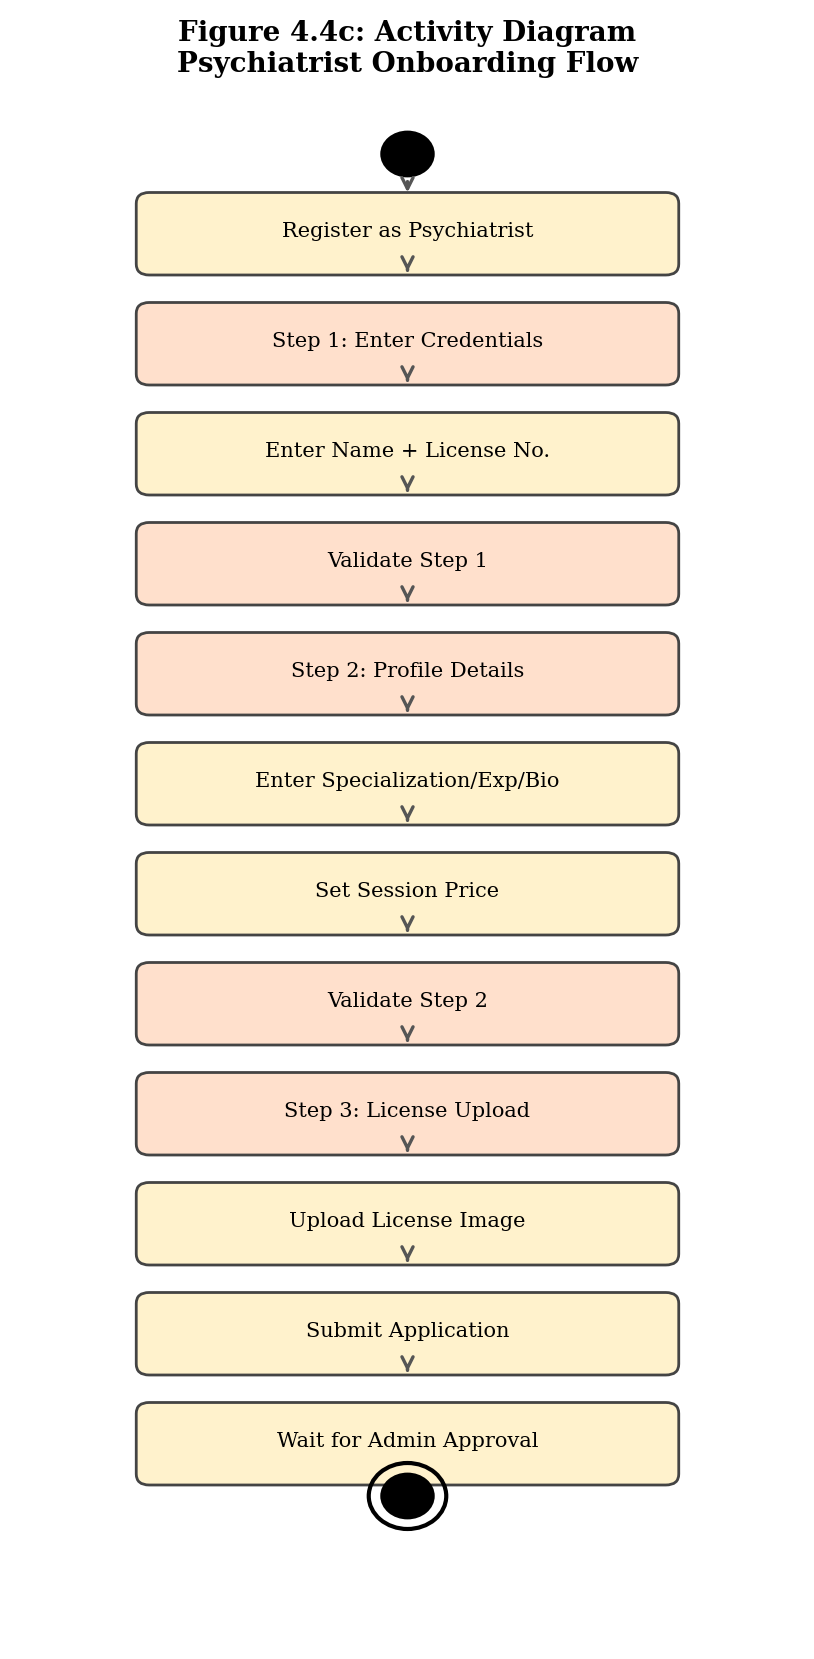 Figure 4.4c: Activity Diagram
Psychiatrist Onboarding Flow
Register as Psychiatrist
Step 1: Enter Credentials
Enter Name + License No.
Validate Step 1
Step 2: Profile Details
Enter Specialization/Exp/Bio
Set Session Price
Validate Step 2
Step 3: License Upload
Upload License Image
Submit Application
Wait for Admin Approval